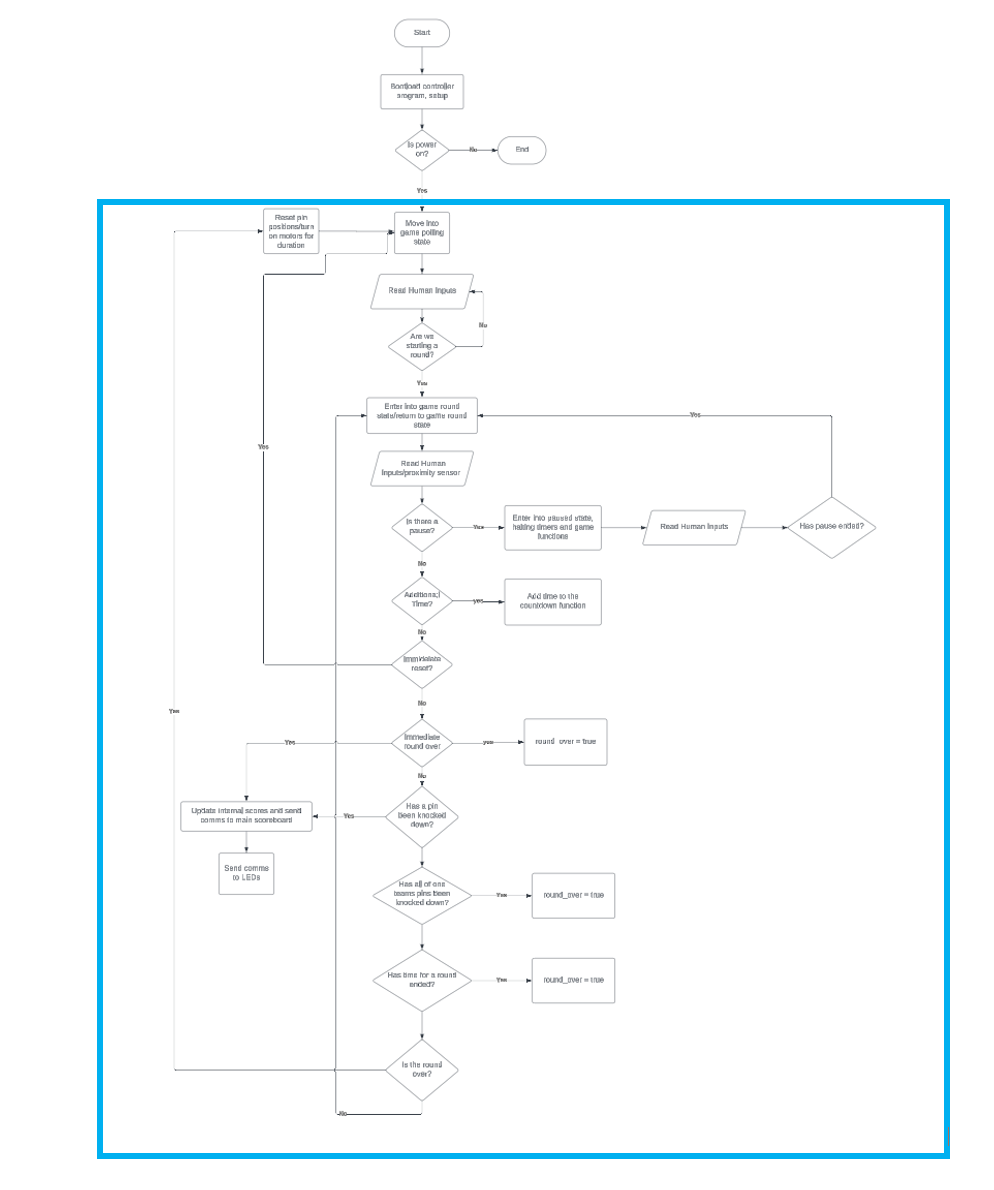 Start
Bootload controller
program, setup
Is power
on?
No
End
Yes
Reset pin
positions/turn
on motors for
duration
Move into
game polling
state
Read Human Inputs
No
Are we
starting a
round?
Yes
Enter into game round
state/return to game round
state
Yes
Yes
Read Human
Inputs/proximity sensor
Is there a
pause?
Yes
Enter into paused state,
halting timers and game
functions
Read Human Inputs
Has pause ended?
No
Additional
Time?
yes
Add time to the
countdown function
No
Immidetate
reset?
No
Yes
Yes
Immediate
round over
yes
round_over = true
No
Update internal scores and send
comms to main scoreboard
Yes
Has a pin
been knocked
down?
Send comms
to LEDs
Has all of one
teams pins been
knocked down?
Yes
round_over = true
Has time for a round
ended?
Yes
round_over = true
Is the round
over?
No